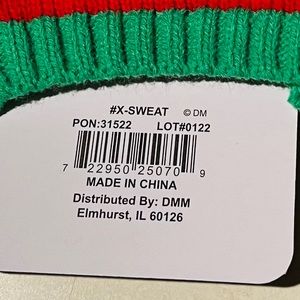 #X-SWEAT © DM
PON:31522 LOT#0122
7 22950 25070 9
MADE IN CHINA
Distributed By: DMM
Elmhurst, IL 60126